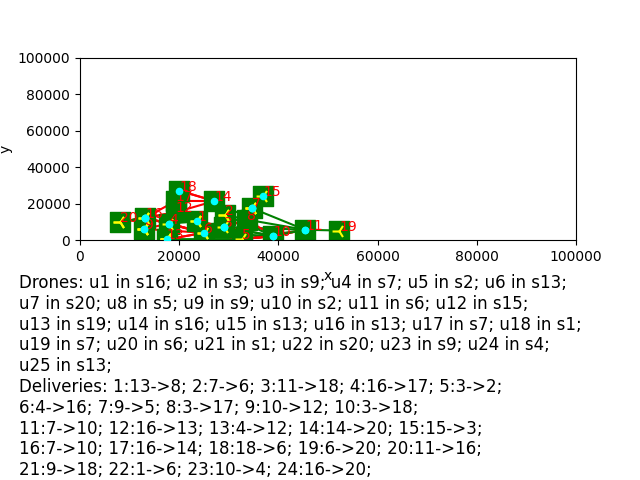 100000
80000
60000
40000
20000
0
y
0 20000 40000 60000 80000 100000
x
Drones: u1 in s16; u2 in s3; u3 in s9; u4 in s7; u5 in s2; u6 in s13;
u7 in s20; u8 in s5; u9 in s9; u10 in s2; u11 in s6; u12 in s15;
u13 in s19; u14 in s16; u15 in s13; u16 in s13; u17 in s7; u18 in s1;
u19 in s7; u20 in s6; u21 in s1; u22 in s20; u23 in s9; u24 in s4;
u25 in s13;
Deliveries: 1:13->8; 2:7->6; 3:11->18; 4:16->17; 5:3->2;
6:4->16; 7:9->5; 8:3->17; 9:10->12; 10:3->18;
11:7->10; 12:16->13; 13:4->12; 14:14->20; 15:15->3;
16:7->10; 17:16->14; 18:18->6; 19:6->20; 20:11->16;
21:9->18; 22:1->6; 23:10->4; 24:16->20;